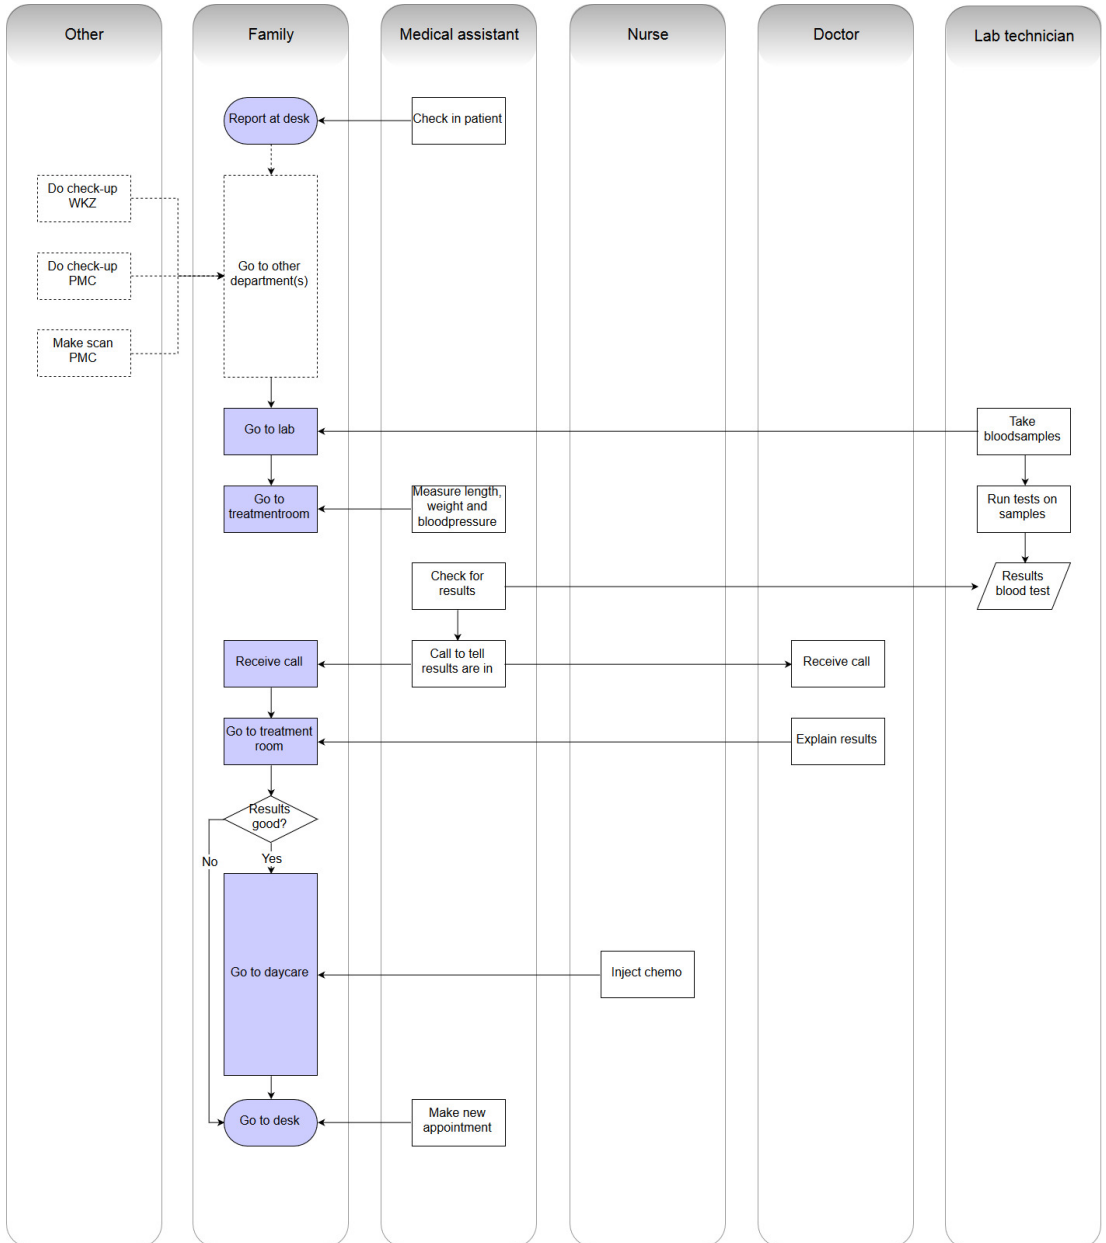 Other
Family
Medical assistant
Nurse
Doctor
Lab technician
Report at desk
Check in patient
Do check-up
WKZ
Do check-up
PMC
Go to other
department(s)
Make scan
PMC
Go to lab
Take
bloodsamples
Go to
treatmentroom
Measure length,
weight and
bloodpressure
Run tests on
samples
Check for
results
Results
blood test
Receive call
Call to tell
results are in
Receive call
Go to treatment
room
Explain results
Results
good?
No
Yes
Go to daycare
Inject chemo
Go to desk
Make new
appointment